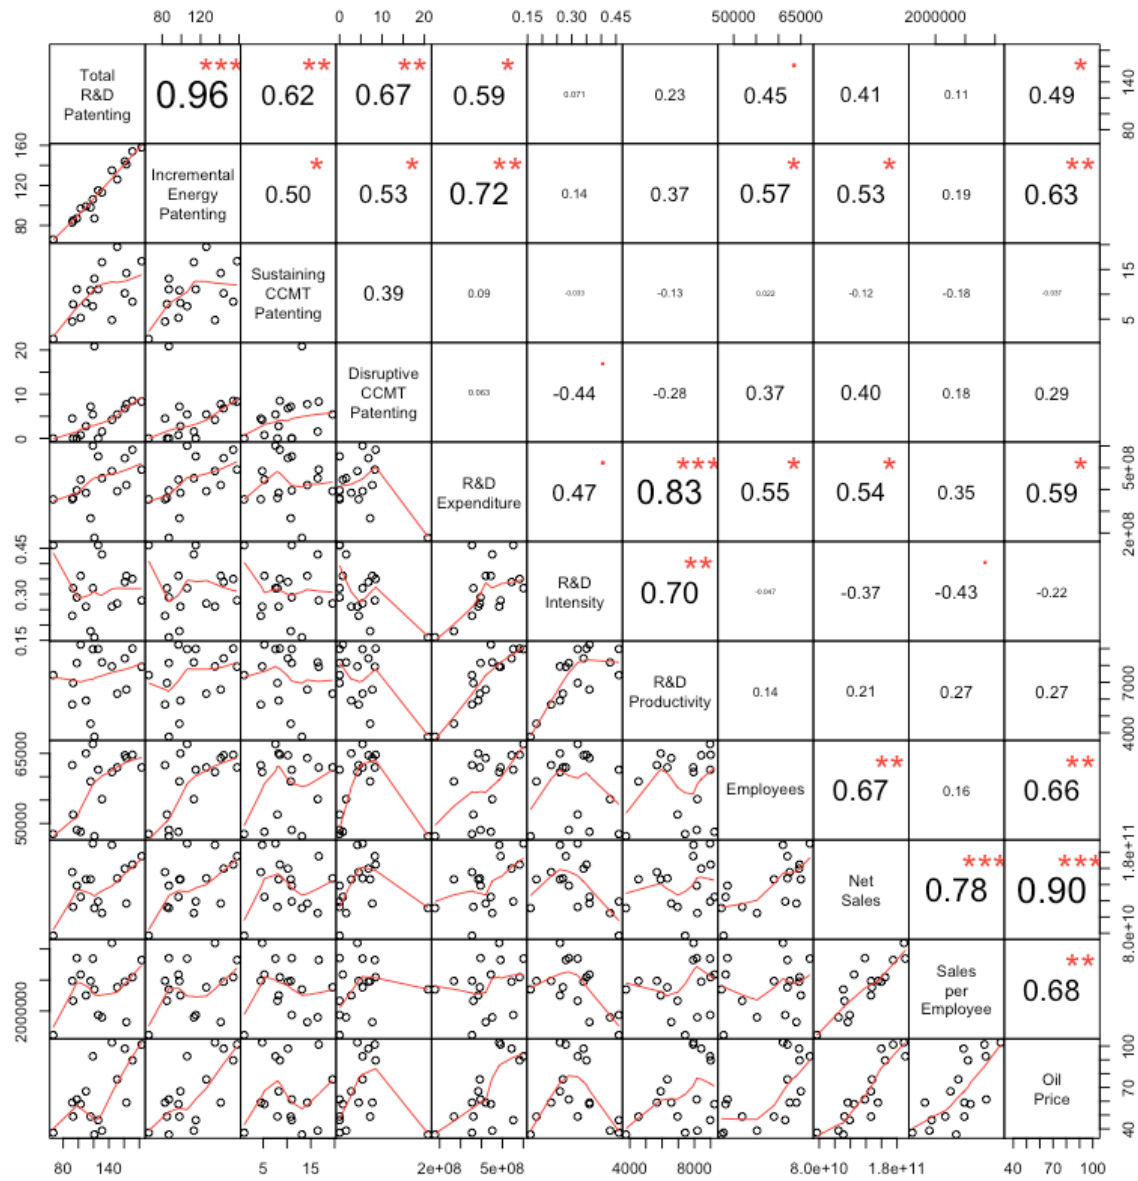 80 120 0 10 20 0.15 0.30 0.45 50000 65000 2000000
Total
R&D
Patenting
0.96 *** 0.62 ** 0.67 ** 0.59 * 0.071 0.23 0.45 . 0.41 0.11 0.49 *
80 140
Incremental
Energy
Patenting
80 120 160
0.50 * 0.53 * 0.72 ** 0.14 0.37 0.57 * 0.53 * 0.19 0.63 **
Sustaining
CCMT
Patenting
0.39 0.09 -0.033 -0.13 0.022 -0.12 -0.18 -0.037
5 15
Disruptive
CCMT
Patenting
0 10 20
0.063 -0.44 . -0.28 0.37 0.40 0.18 0.29
R&D
Expenditure
0.47 . 0.83 *** 0.55 * 0.54 * 0.35 0.59 *
2e+08 5e+08
R&D
Intensity
0.15 0.30 0.45
0.70 ** -0.047 -0.37 -0.43 . -0.22
R&D
Productivity
0.14 0.21 0.27 0.27
4000 7000
Employees
50000 65000
0.67 ** 0.16 0.66 **
Net
Sales
0.78 *** 0.90 ***
8.0e+10 1.8e+11
Sales
per
Employee
2000000
0.68 **
Oil
Price
40 70 100
80 140 5 15 2e+08 5e+08 4000 8000 8.0e+10 1.8e+11 40 70 100